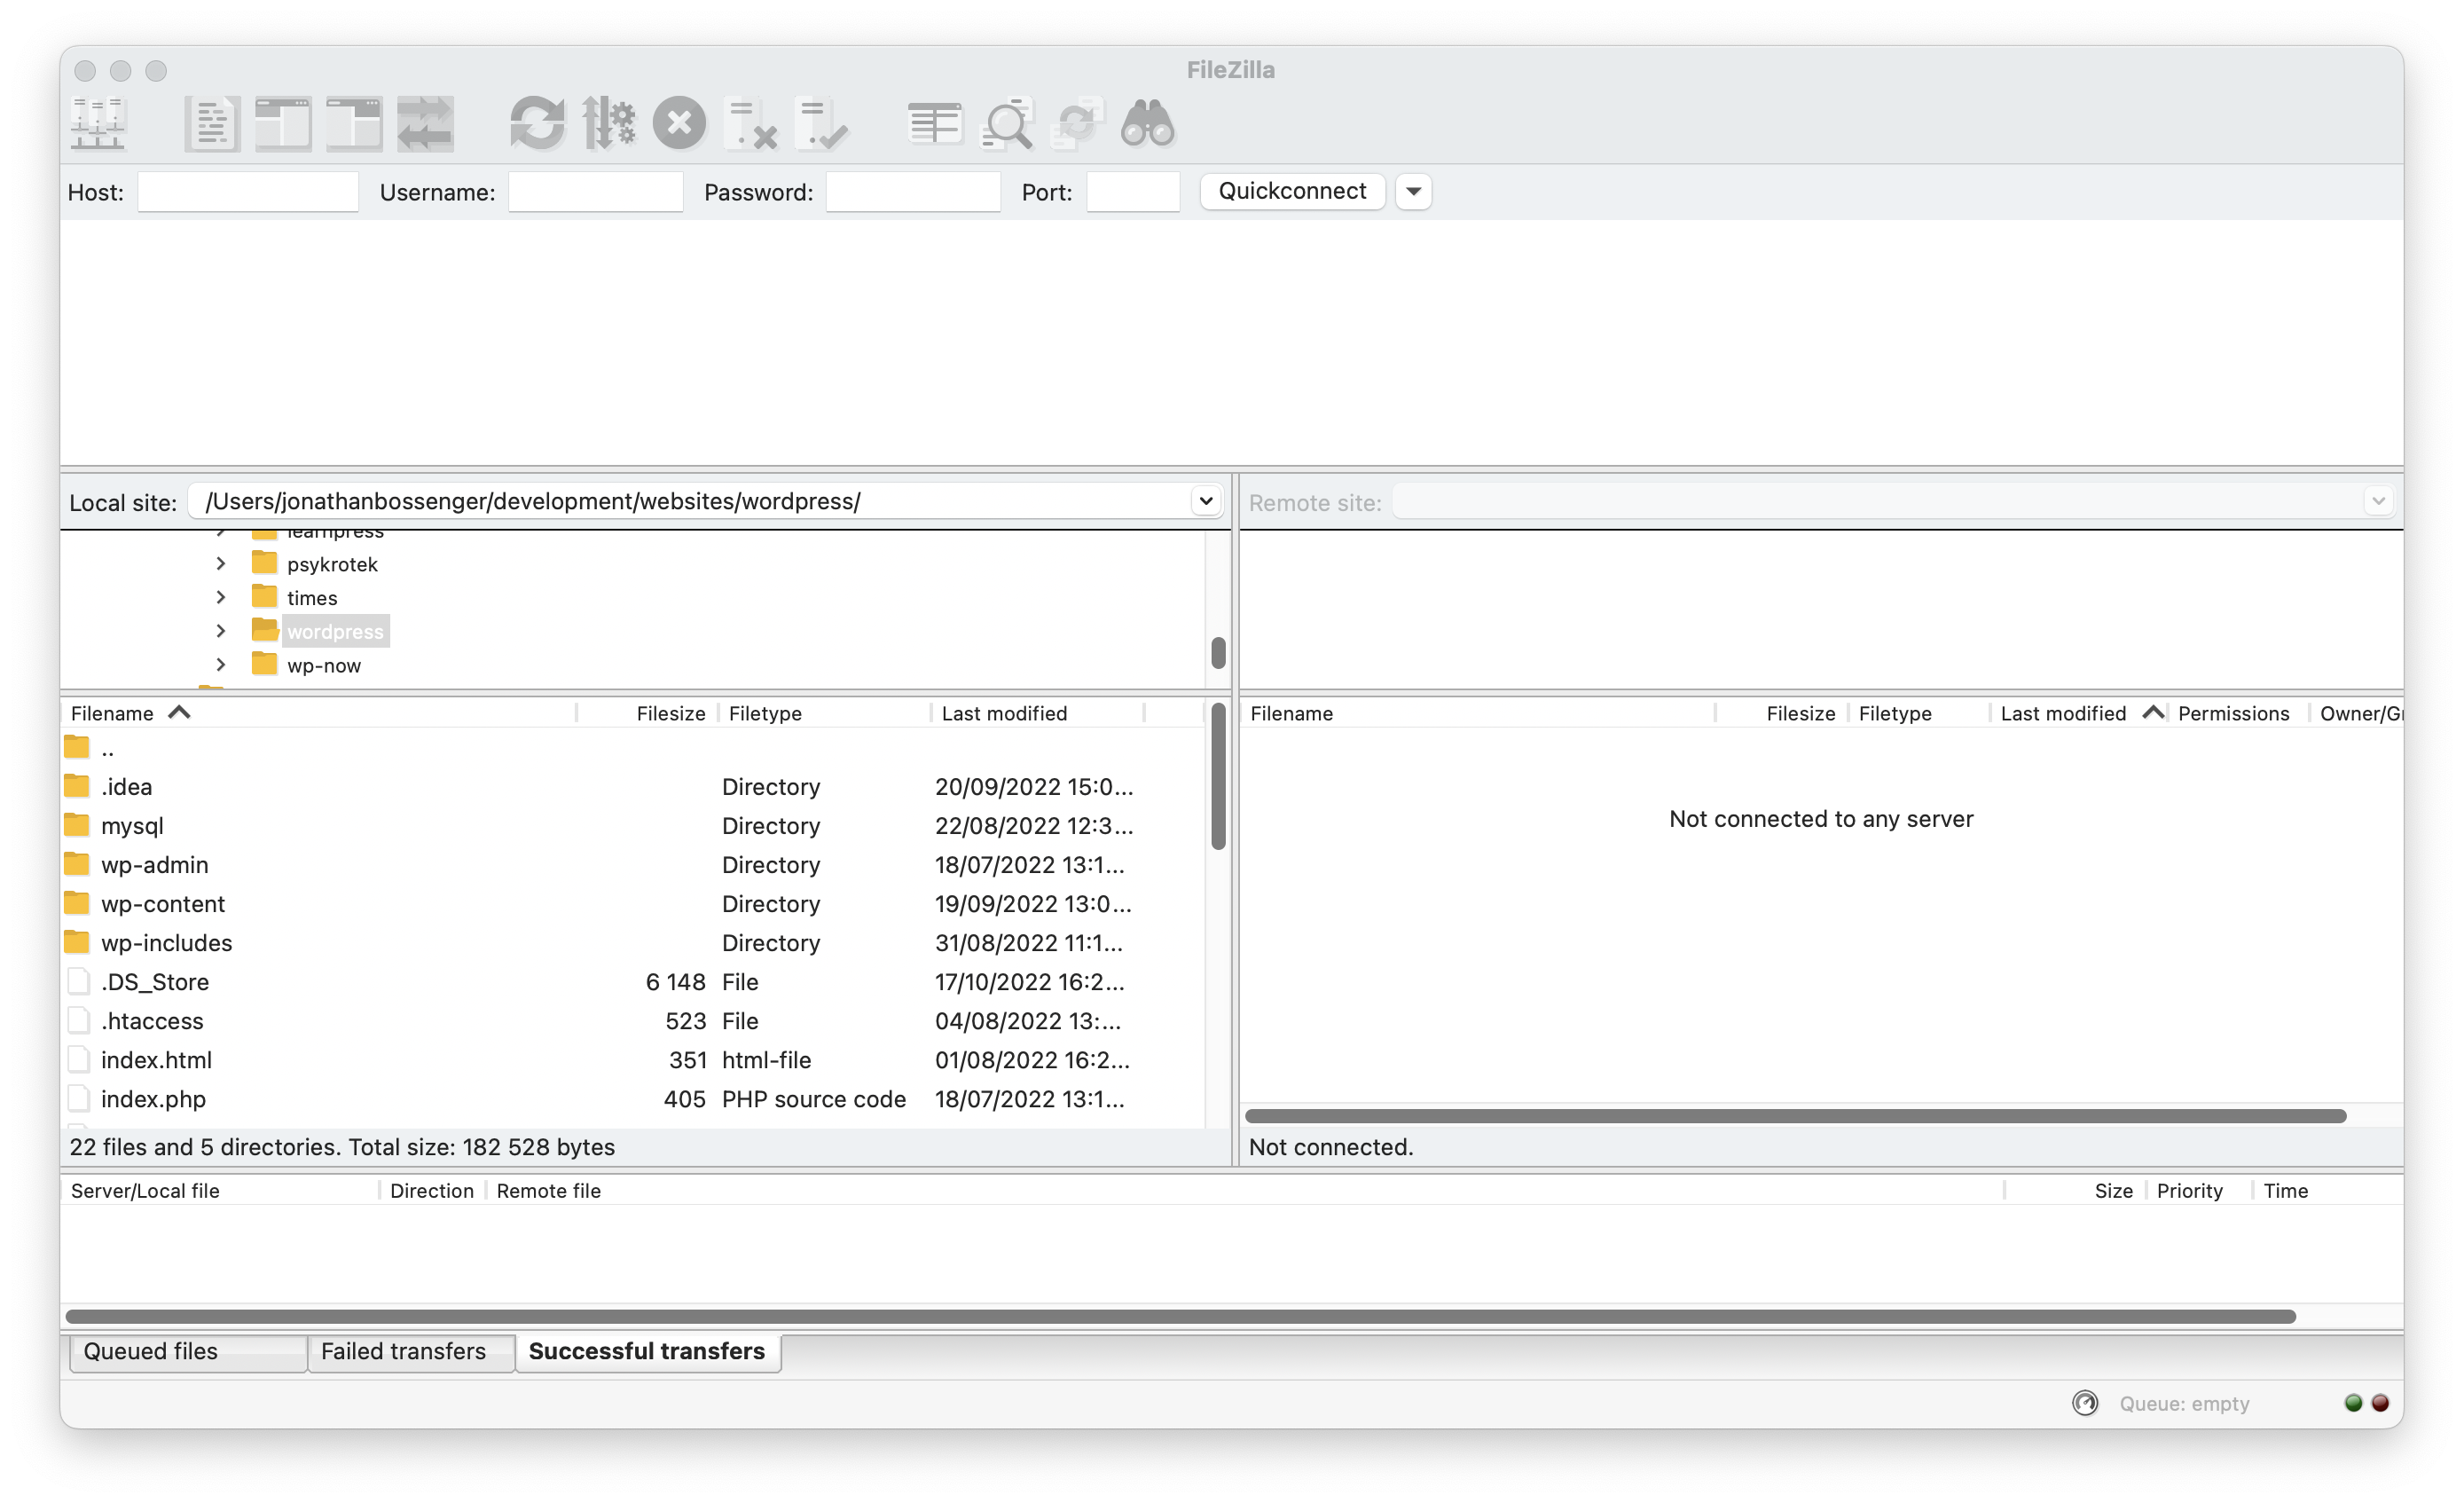 FileZilla
Host: Username: Password: Port: Quickconnect
Local site: /Users/jonathanbossenger/development/websites/wordpress/
Remote site:
learnpress
psykrotek
times
wordpress
wp-now
Filename Filesize Filetype Last modified
..
.idea Directory 20/09/2022 15:0...
mysql Directory 22/08/2022 12:3...
wp-admin Directory 18/07/2022 13:1...
wp-content Directory 19/09/2022 13:0...
wp-includes Directory 31/08/2022 11:1...
.DS_Store 6 148 File 17/10/2022 16:2...
.htaccess 523 File 04/08/2022 13:...
index.html 351 html-file 01/08/2022 16:2...
index.php 405 PHP source code 18/07/2022 13:1...
22 files and 5 directories. Total size: 182 528 bytes
Filename Filesize Filetype Last modified Permissions Owner/Gr
Not connected to any server
Not connected.
Server/Local file Direction Remote file Size Priority Time
Queued files Failed transfers Successful transfers
Queue: empty